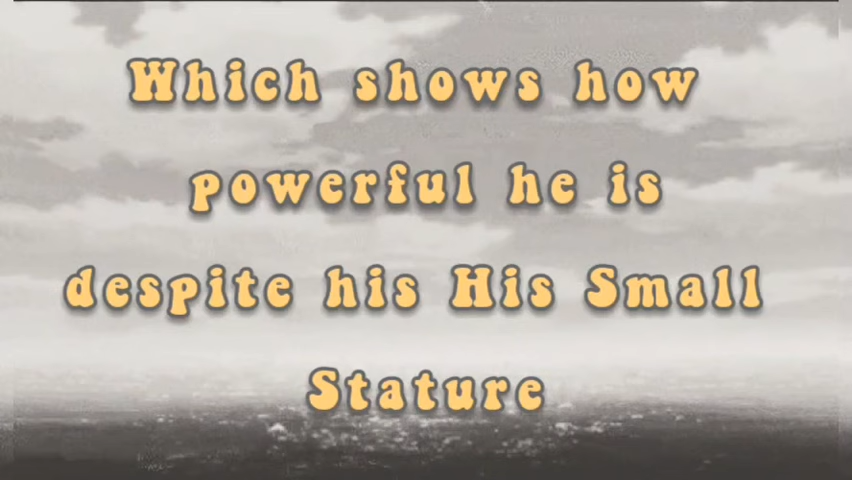 Which shows how
powerful he is
despite his His Small
Stature